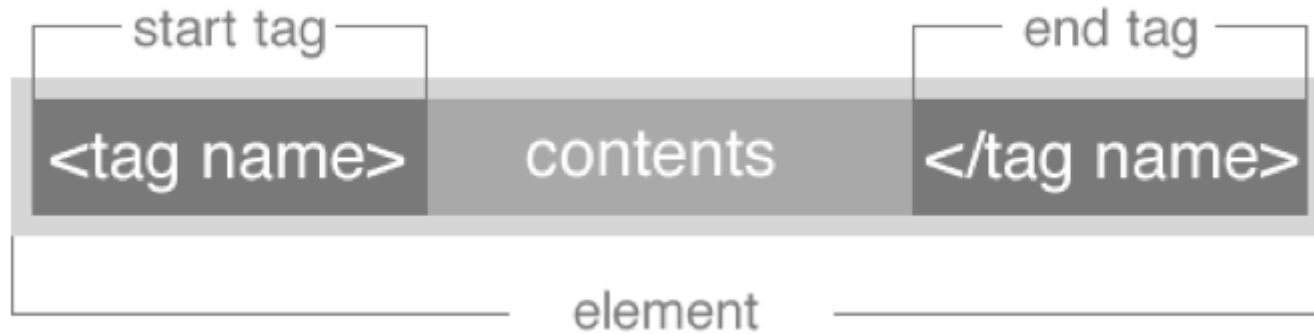 start tag end tag
<tag name> contents </tag name>
element